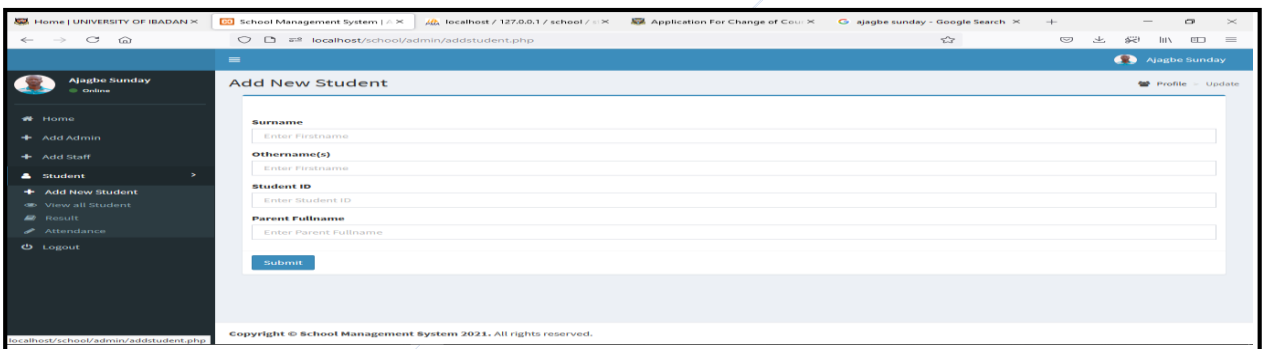 Home | UNIVERSITY OF IBADAN
School Management System |
localhost / 127.0.0.1 / school /
Application For Change of Cou
ajagbe sunday - Google Search
localhost/school/admin/addstudent.php
Ajagbe Sunday
Ajagbe Sunday
Online
Add New Student
Profile - Update
Home
Add Admin
Add Staff
Student
Add New Student
View all Student
Result
Attendance
Logout
Surname
Enter Firstname
Othername(s)
Enter Firstname
Student ID
Enter Student ID
Parent Fullname
Enter Parent Fullname
Submit
Copyright © School Management System 2021. All rights reserved.
localhost/school/admin/addstudent.php